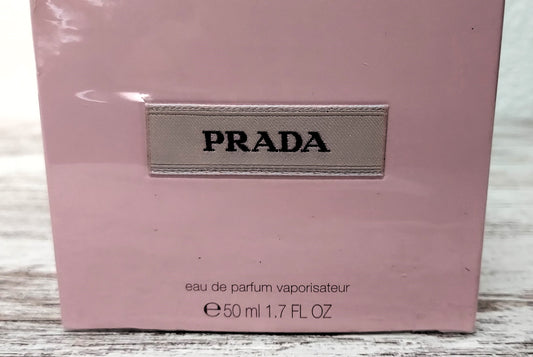 PRADA
eau de parfum vaporisateur
℮50 ml 1.7 FL OZ